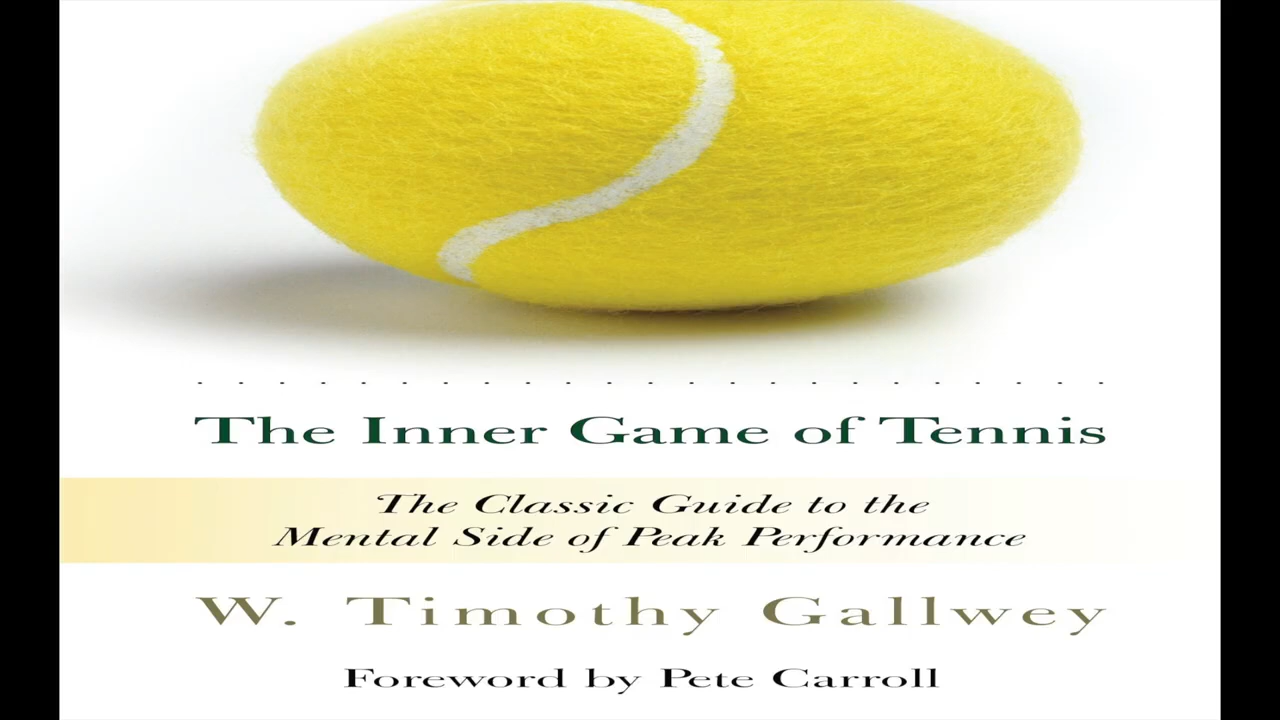 The Inner Game of Tennis
The Classic Guide to the
Mental Side of Peak Performance
W. Timothy Gallwey
Foreword by Pete Carroll